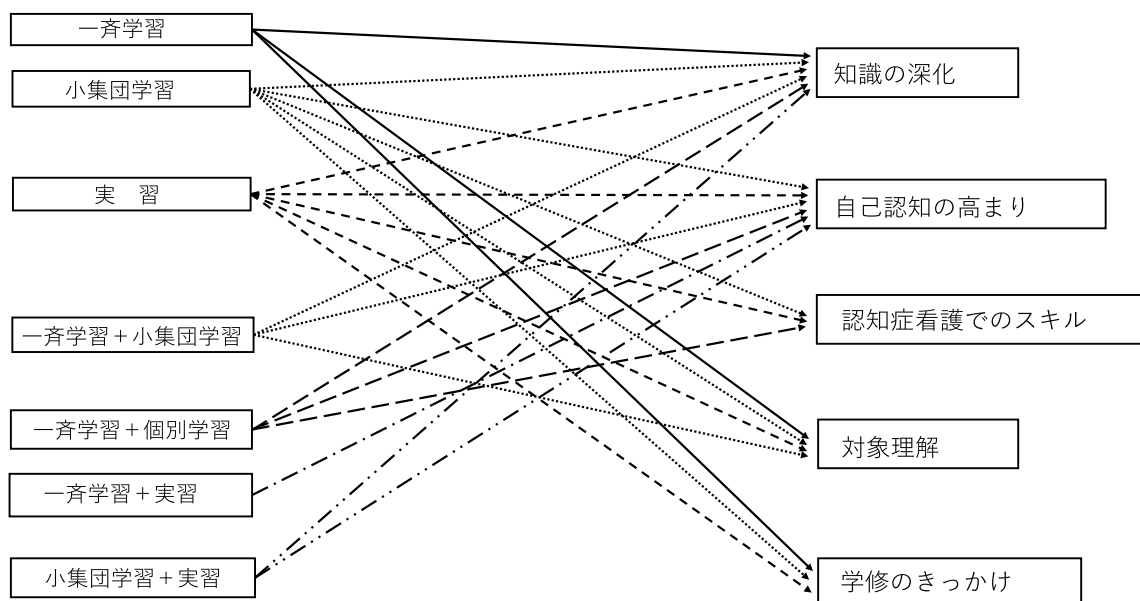 一斉学習
小集団学習
実　習
一斉学習＋小集団学習
一斉学習＋個別学習
一斉学習＋実習
小集団学習＋実習
知識の深化
自己認知の高まり
認知症看護でのスキル
対象理解
学修のきっかけ